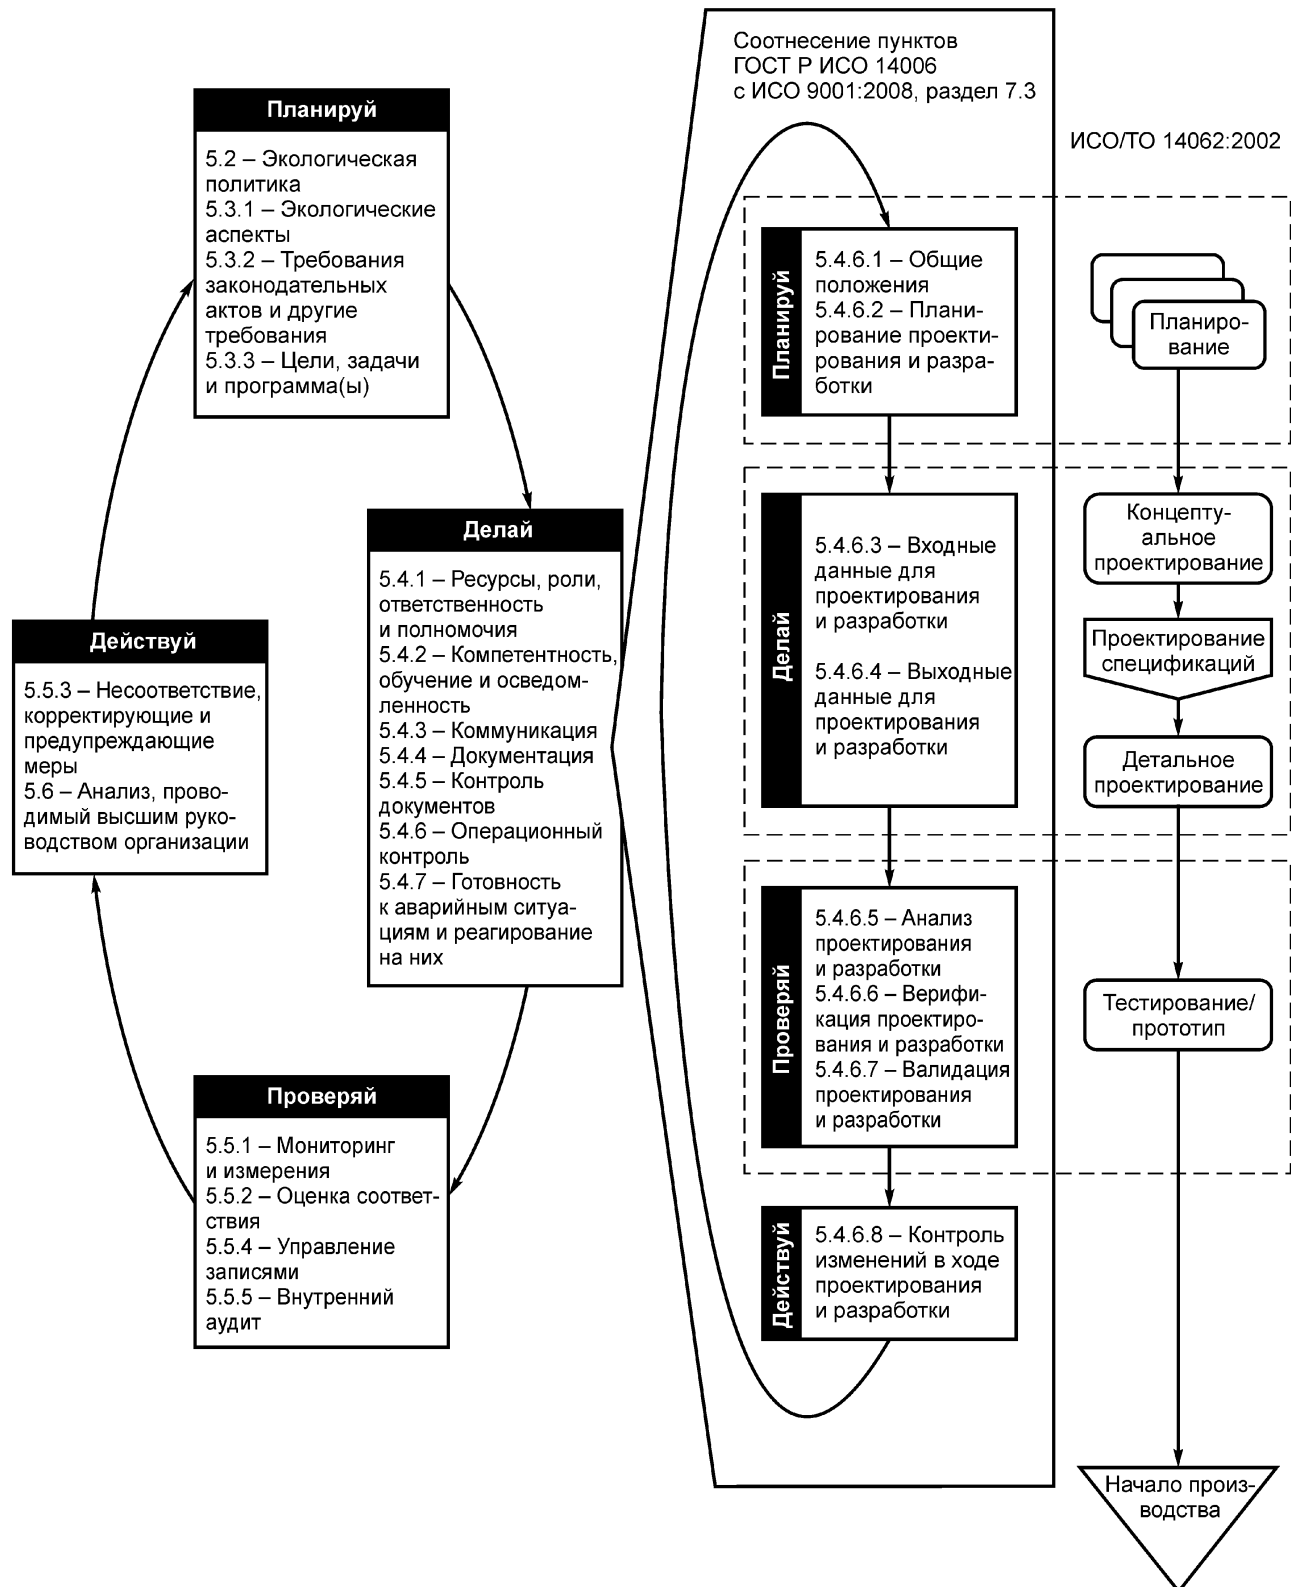 Соотнесение пунктов
ГОСТ Р ИСО 14006
с ИСО 9001:2008, раздел 7.3
ИСО/ТО 14062:2002
Планируй
5.2 – Экологическая
политика
5.3.1 – Экологические
аспекты
5.3.2 – Требования
законодательных
актов и другие
требования
5.3.3 – Цели, задачи
и программа(ы)
Делай
5.4.1 – Ресурсы, роли,
ответственность
и полномочия
5.4.2 – Компетентность,
обучение и осведом-
ленность
5.4.3 – Коммуникация
5.4.4 – Документация
5.4.5 – Контроль
документов
5.4.6 – Операционный
контроль
5.4.7 – Готовность
к аварийным ситуа-
циям и реагирование
на них
Действуй
5.5.3 – Несоответствие,
корректирующие и
предупреждающие
меры
5.6 – Анализ, прово-
димый высшим руко-
водством организации
Проверяй
5.5.1 – Мониторинг
и измерения
5.5.2 – Оценка соответ-
ствия
5.5.4 – Управление
записями
5.5.5 – Внутренний
аудит
Планируй
5.4.6.1 – Общие
положения
5.4.6.2 – Плани-
рование проекти-
рования и разра-
ботки
Делай
5.4.6.3 – Входные
данные для
проектирования
и разработки
5.4.6.4 – Выходные
данные для
проектирования
и разработки
Проверяй
5.4.6.5 – Анализ
проектирования
и разработки
5.4.6.6 – Верифи-
кация проектиро-
вания и разработки
5.4.6.7 – Валидация
проектирования
и разработки
Действуй
5.4.6.8 – Контроль
изменений в ходе
проектирования
и разработки
Планиро-
вание
Концепту-
альное
проектирование
Проектирование
спецификаций
Детальное
проектирование
Тестирование/
прототип
Начало произ-
водства